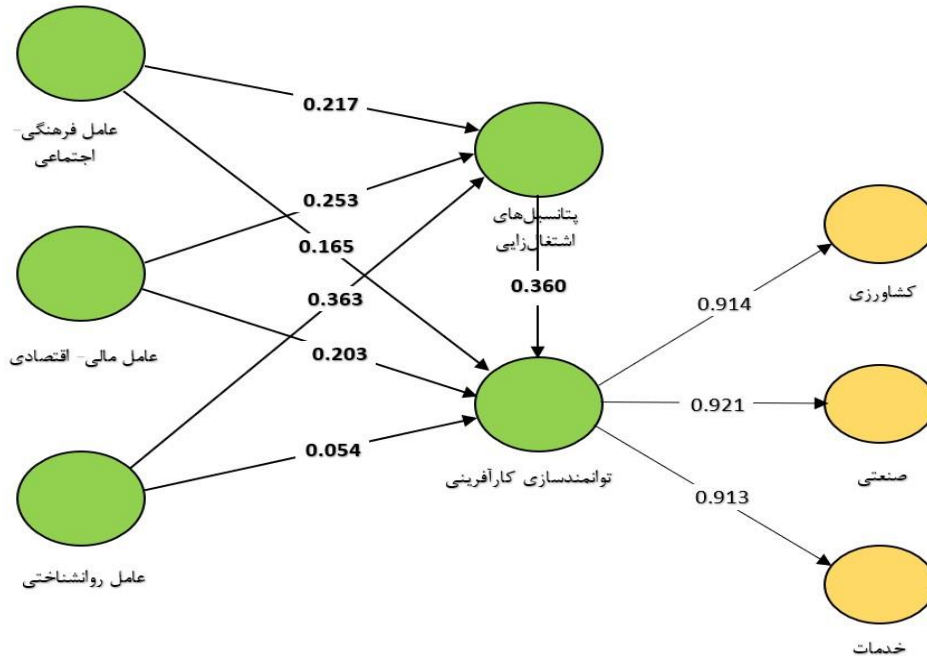 0.217
عامل فرهنگی-
اجتماعی
0.253
پتانسیل‌های
اشتغال‌زایی
0.165
0.363
0.360
0.914
کشاورزی
عامل مالی- اقتصادی
0.203
0.921
0.054
توانمندسازی کارآفرینی
صنعتی
0.913
عامل روانشناختی
خدمات